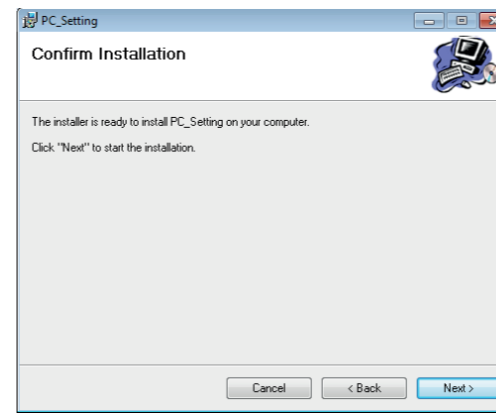 PC_Setting
Confirm Installation
The installer is ready to install PC_Setting on your computer.
Click "Next" to start the installation.
Cancel
< Back
Next >